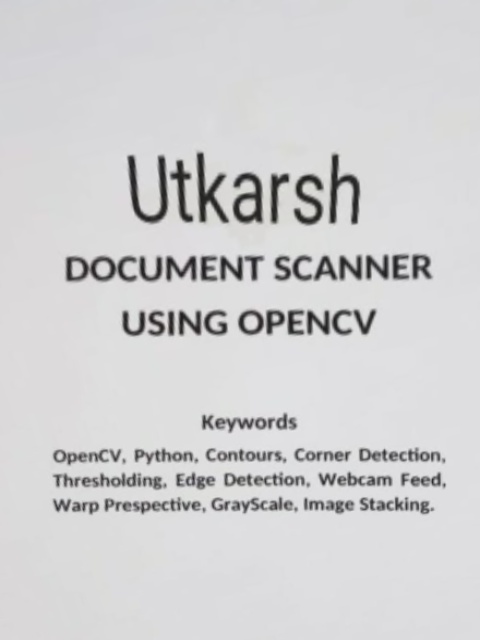 Utkarsh
DOCUMENT SCANNER
USING OPENCV
Keywords
OpenCV, Python, Contours, Corner Detection,
Thresholding, Edge Detection, Webcam Feed,
Warp Prespective, GrayScale, Image Stacking.